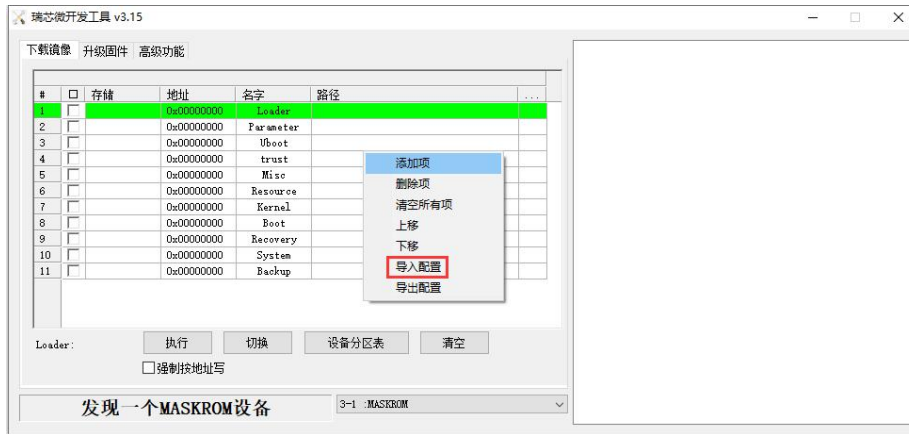 瑞芯微开发工具 v3.15
下载镜像 升级固件 高级功能
# 存储 地址 名字 路径 ...
1 0x00000000 Loader
2 0x00000000 Parameter
3 0x00000000 Uboot
4 0x00000000 trust
5 0x00000000 Misc
6 0x00000000 Resource
7 0x00000000 Kernel
8 0x00000000 Boot
9 0x00000000 Recovery
10 0x00000000 System
11 0x00000000 Backup
添加项
删除项
清空所有项
上移
下移
导入配置
导出配置
Loader: 执行 切换 设备分区表 清空
强制按地址写
发现一个MASKROM设备 3-1 :MASKROM